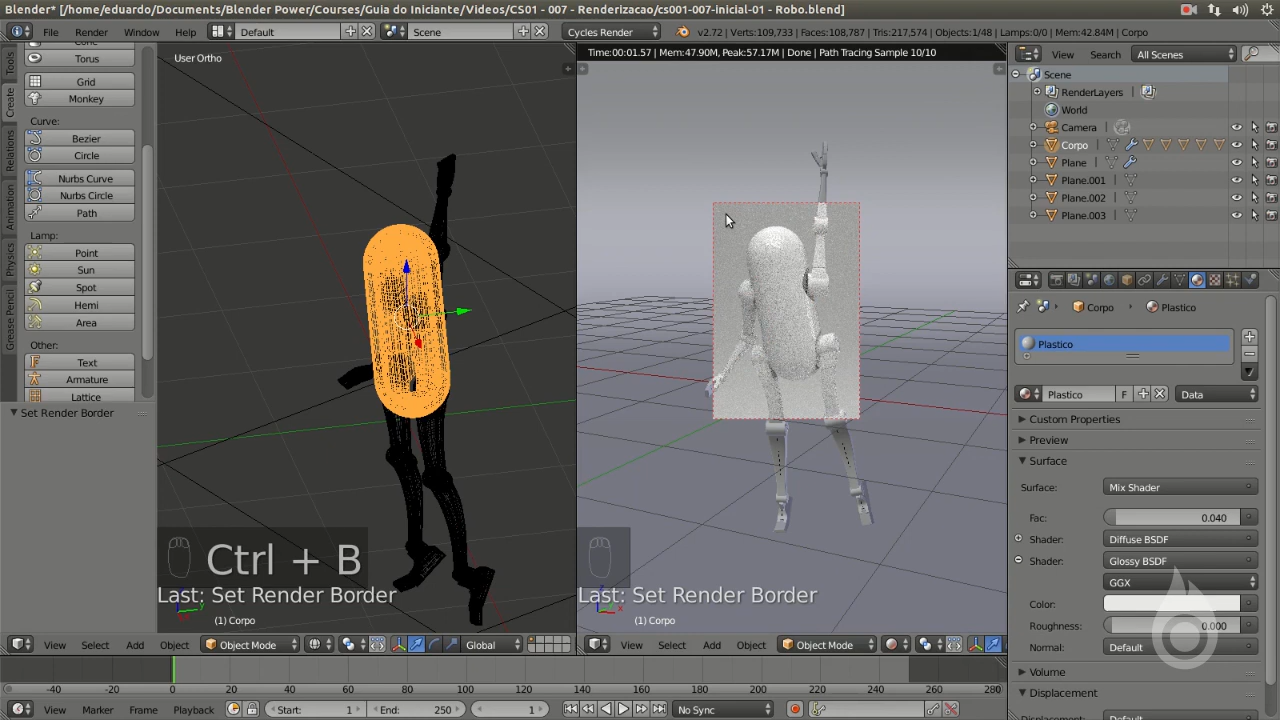 Blender* [/home/eduardo/Documents/Blender Power/Courses/Guia do Iniciante/Videos/CS01 - 007 - Renderizacao/cs001-007-inicial-01 - Robo.blend]
File Render Window Help Default Scene Cycles Render v2.72 | Verts:109,733 | Faces:108,787 | Tris:217,574 | Objects:1/48 | Lamps:0/0 | Mem:42.84M | Corpo
Tools
Create
Relations
Animation
Physics
Grease Pencil
Torus
Grid
Monkey
Curve:
Bezier
Circle
Nurbs Curve
Nurbs Circle
Path
Lamp:
Point
Sun
Spot
Hemi
Area
Other:
Text
Armature
Lattice
Set Render Border
User Ortho
Ctrl + B
Last: Set Render Border
(1) Corpo
View Select Add Object Object Mode Global
Time:00:01.57 | Mem:47.90M, Peak:57.17M | Done | Path Tracing Sample 10/10
Last: Set Render Border
(1) Corpo
View Select Add Object Object Mode
View Search All Scenes
Scene
RenderLayers
World
Camera
Corpo
Plane
Plane.001
Plane.002
Plane.003
Corpo Plastico
Plastico
Plastico F Data
Custom Properties
Preview
Surface
Surface: Mix Shader
Fac: 0.040
Shader: Diffuse BSDF
Shader: Glossy BSDF
GGX
Color:
Roughness: 0.000
Normal: Default
Volume
Displacement
-40 -20 0 20 40 60 80 100 120 140 160 180 200 220 240 260 280
View Marker Frame Playback Start: 1 End: 250 1 No Sync